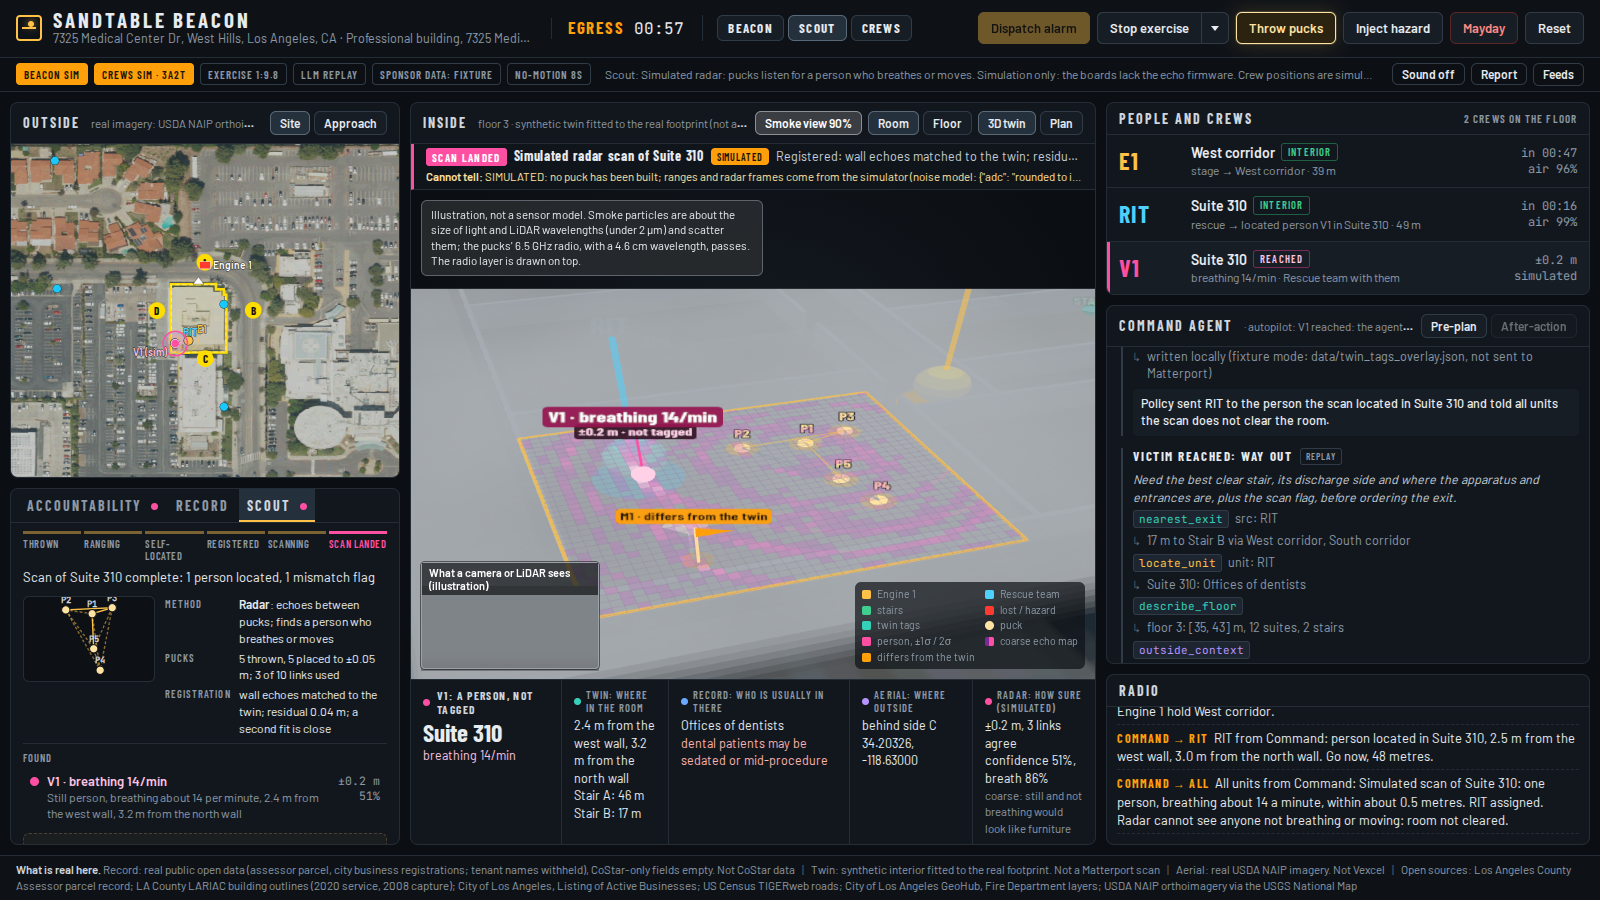 SANDTABLE BEACON
7325 Medical Center Dr, West Hills, Los Angeles, CA · Professional building, 7325 Medi...
EGRESS 00:57
BEACON
SCOUT
CREWS
Dispatch alarm
Stop exercise
Throw pucks
Inject hazard
Mayday
Reset
BEACON SIM
CREWS SIM · 3A2T
EXERCISE 1:9.8
LLM REPLAY
SPONSOR DATA: FIXTURE
NO-MOTION 8S
Scout: Simulated radar: pucks listen for a person who breathes or moves. Simulation only: the boards lack the echo firmware. Crew positions are simul...
Sound off
Report
Feeds
OUTSIDE
real imagery: USDA NAIP orthoi...
Site
Approach
Engine 1
D
B
C
RIT
E1
V1 (sim)
ACCOUNTABILITY
RECORD
SCOUT
THROWN
RANGING
SELF-LOCATED
REGISTERED
SCANNING
SCAN LANDED
Scan of Suite 310 complete: 1 person located, 1 mismatch flag
P2
P1
P3
P5
P4
METHOD
Radar: echoes between pucks; finds a person who breathes or moves
PUCKS
5 thrown, 5 placed to ±0.05 m; 3 of 10 links used
REGISTRATION
wall echoes matched to the twin; residual 0.04 m; a second fit is close
FOUND
V1 · breathing 14/min
±0.2 m
51%
Still person, breathing about 14 per minute, 2.4 m from the west wall, 3.2 m from the north wall
INSIDE
floor 3 · synthetic twin fitted to the real footprint (not a...
Smoke view 90%
Room
Floor
3D twin
Plan
SCAN LANDED
Simulated radar scan of Suite 310
SIMULATED
Registered: wall echoes matched to the twin; residu...
Cannot tell: SIMULATED: no puck has been built; ranges and radar frames come from the simulator (noise model: {"adc": "rounded to i...
Illustration, not a sensor model. Smoke particles are about the
size of light and LiDAR wavelengths (under 2 µm) and scatter
them; the pucks' 6.5 GHz radio, with a 4.6 cm wavelength, passes.
The radio layer is drawn on top.
V1 · breathing 14/min
±0.2 m · not tagged
P2
P1
P3
P5
P4
M1 · differs from the twin
What a camera or LiDAR sees
(illustration)
Engine 1
Rescue team
stairs
lost / hazard
twin tags
puck
person, ±1σ / 2σ
coarse echo map
differs from the twin
V1: A PERSON, NOT TAGGED
Suite 310
breathing 14/min
TWIN: WHERE IN THE ROOM
2.4 m from the west wall, 3.2 m from the north wall
Stair A: 46 m
Stair B: 17 m
RECORD: WHO IS USUALLY IN THERE
Offices of dentists
dental patients may be sedated or mid-procedure
AERIAL: WHERE OUTSIDE
behind side C
34.20326,
-118.63000
RADAR: HOW SURE (SIMULATED)
±0.2 m, 3 links agree
confidence 51%, breath 86%
coarse: still and not breathing would look like furniture
PEOPLE AND CREWS
2 CREWS ON THE FLOOR
E1
West corridor
INTERIOR
stage → West corridor · 39 m
in 00:47
air 96%
RIT
Suite 310
INTERIOR
rescue → located person V1 in Suite 310 · 49 m
in 00:16
air 99%
V1
Suite 310
REACHED
breathing 14/min · Rescue team with them
±0.2 m
simulated
COMMAND AGENT
· autopilot: V1 reached: the agent...
Pre-plan
After-action
↳ written locally (fixture mode: data/twin_tags_overlay.json, not sent to
Matterport)
Policy sent RIT to the person the scan located in Suite 310 and told all units
the scan does not clear the room.
VICTIM REACHED: WAY OUT
REPLAY
Need the best clear stair, its discharge side and where the apparatus and
entrances are, plus the scan flag, before ordering the exit.
nearest_exit src: RIT
↳ 17 m to Stair B via West corridor, South corridor
locate_unit unit: RIT
↳ Suite 310: Offices of dentists
describe_floor
↳ floor 3: [35, 43] m, 12 suites, 2 stairs
outside_context
RADIO
Engine 1 hold West corridor.
COMMAND → RIT RIT from Command: person located in Suite 310, 2.5 m from the
west wall, 3.0 m from the north wall. Go now, 48 metres.
COMMAND → ALL All units from Command: Simulated scan of Suite 310: one
person, breathing about 14 a minute, within about 0.5 metres. RIT assigned.
Radar cannot see anyone not breathing or moving: room not cleared.
What is real here. Record: real public open data (assessor parcel, city business registrations; tenant names withheld), CoStar-only fields empty. Not CoStar data | Twin: synthetic interior fitted to the real footprint. Not a Matterport scan | Aerial: real USDA NAIP imagery. Not Vexcel | Open sources: Los Angeles County
Assessor parcel record; LA County LARIAC building outlines (2020 service, 2008 capture); City of Los Angeles, Listing of Active Businesses; US Census TIGERweb roads; City of Los Angeles GeoHub, Fire Department layers; USDA NAIP orthoimagery via the USGS National Map